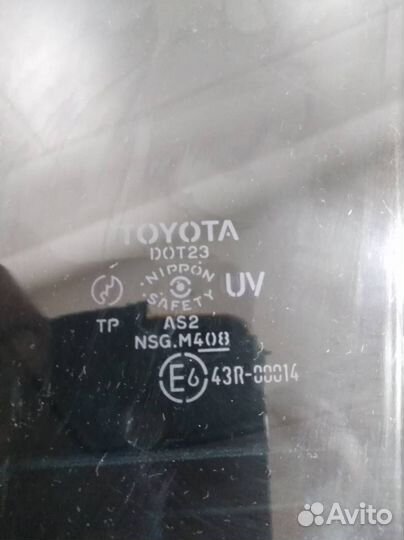 TOYOTA
DOT23
NIPPON
SAFETY
UV
TP
AS2
NSG.M408
E6 43R-00014
Avito